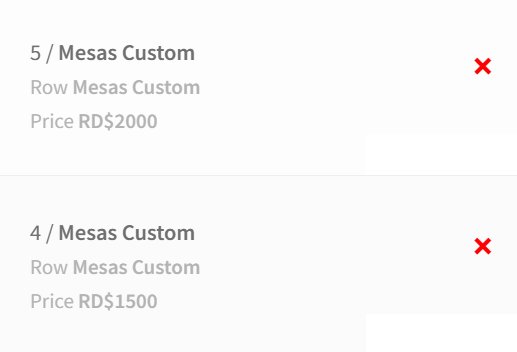 5 / Mesas Custom
Row Mesas Custom
Price RD$2000
4 / Mesas Custom
Row Mesas Custom
Price RD$1500